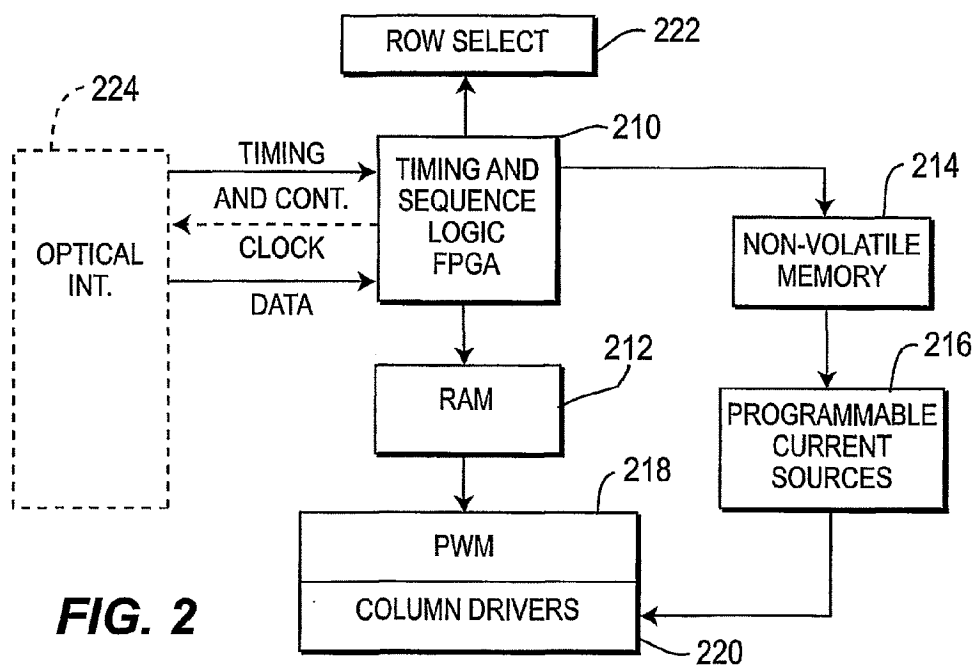 ROW SELECT
222
224
210
TIMING
AND CONT.
CLOCK
DATA
OPTICAL
INT.
TIMING AND
SEQUENCE
LOGIC
FPGA
214
NON-VOLATILE
MEMORY
212
RAM
216
PROGRAMMABLE
CURRENT
SOURCES
218
PWM
COLUMN DRIVERS
220
FIG. 2